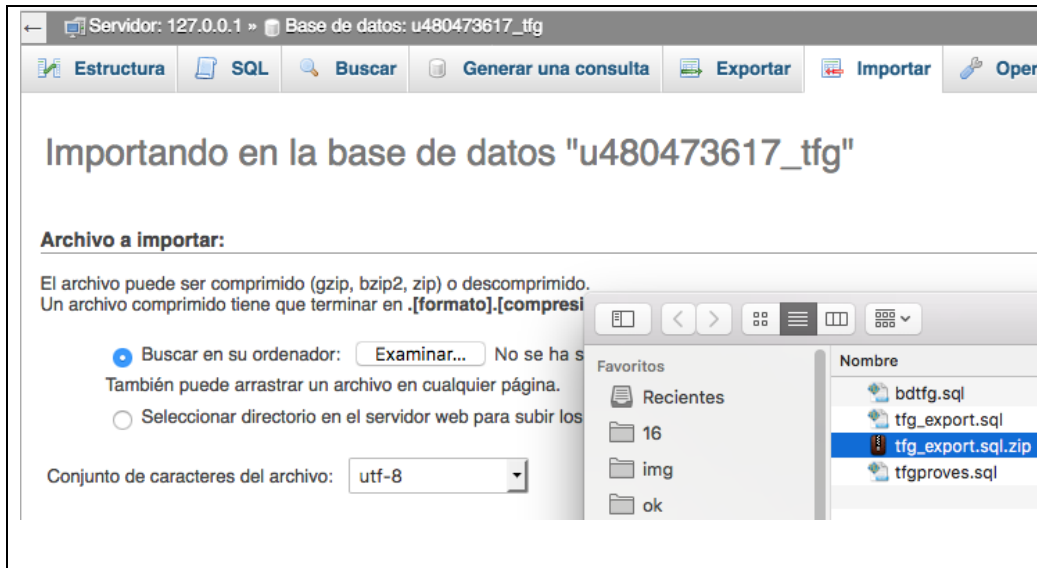 Servidor: 127.0.0.1 » Base de datos: u480473617_tfg
Estructura SQL Buscar Generar una consulta Exportar Importar Oper
Importando en la base de datos "u480473617_tfg"
Archivo a importar:
El archivo puede ser comprimido (gzip, bzip2, zip) o descomprimido.
Un archivo comprimido tiene que terminar en .[formato].[compresi
Buscar en su ordenador: Examinar... No se ha s
También puede arrastrar un archivo en cualquier página.
Seleccionar directorio en el servidor web para subir los
Conjunto de caracteres del archivo: utf-8
Favoritos
Recientes
16
img
ok
Nombre
bdtfg.sql
tfg_export.sql
tfg_export.sql.zip
tfgproves.sql